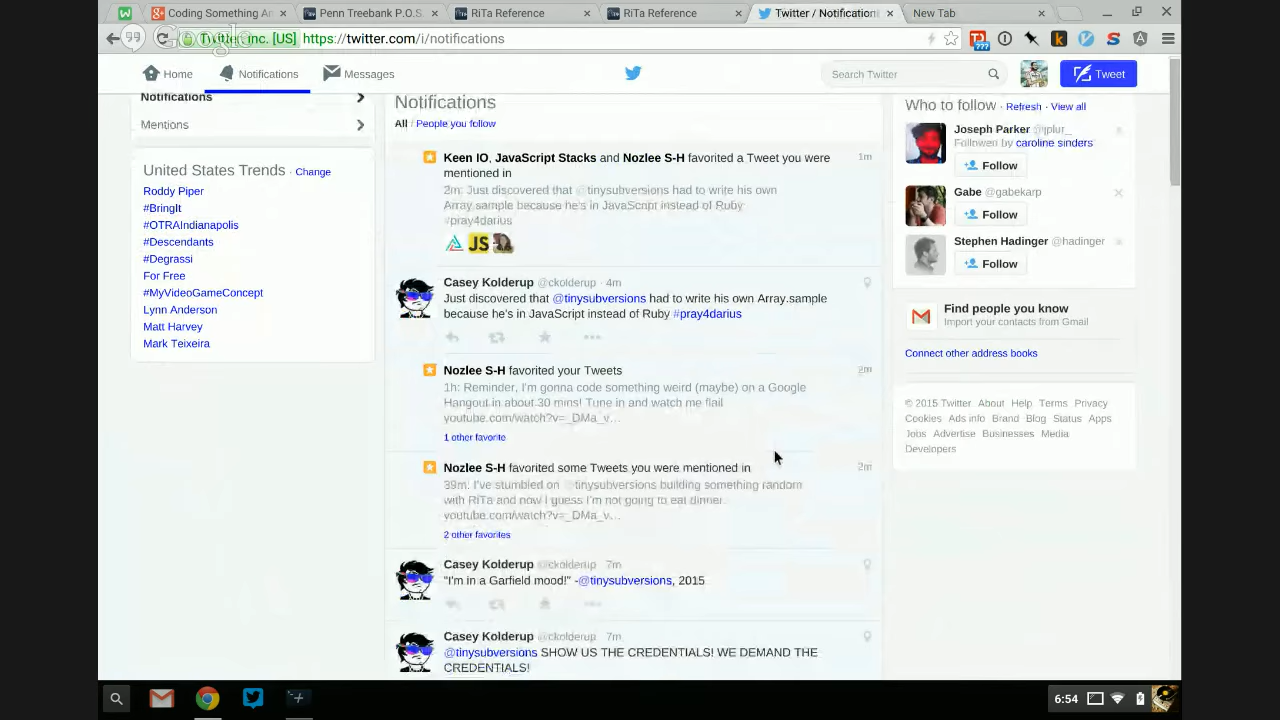 Coding Something An
Penn Treebank P.O.S.
RiTa Reference
RiTa Reference
Twitter / Notification
New Tab
Google
Twitter, Inc. [US]
https://twitter.com/i/notifications
???
Home
Notifications
Messages
Search Twitter
Tweet
Notifications
Mentions
United States Trends · Change
Roddy Piper
#BringIt
#OTRAIndianapolis
#Descendants
#Degrassi
For Free
#MyVideoGameConcept
Lynn Anderson
Matt Harvey
Mark Teixeira
Notifications
All / People you follow
Keen IO, JavaScript Stacks and Nozlee S-H favorited a Tweet you were 1m
mentioned in
2m: Just discovered that @tinysubversions had to write his own
Array.sample because he's in JavaScript instead of Ruby
#pray4darius
JS
Casey Kolderup @ckolderup · 4m
Just discovered that @tinysubversions had to write his own Array.sample
because he's in JavaScript instead of Ruby #pray4darius
Nozlee S-H favorited your Tweets 2m
1h: Reminder, I'm gonna code something weird (maybe) on a Google
Hangout in about 30 mins! Tune in and watch me flail
youtube.com/watch?v=_DMa_v...
1 other favorite
Nozlee S-H favorited some Tweets you were mentioned in 2m
39m: I've stumbled on @tinysubversions building something random
with RiTa and now I guess I'm not going to eat dinner.
youtube.com/watch?v=_DMa_v...
2 other favorites
Casey Kolderup @ckolderup · 7m
"I'm in a Garfield mood!" -@tinysubversions, 2015
Casey Kolderup @ckolderup · 7m
@tinysubversions SHOW US THE CREDENTIALS! WE DEMAND THE
CREDENTIALS!
Who to follow · Refresh · View all
Joseph Parker @jplur_
Followed by caroline sinders
Follow
Gabe @gabekarp
Follow
Stephen Hadinger @hadinger
Follow
Find people you know
Import your contacts from Gmail
Connect other address books
© 2015 Twitter About Help Terms Privacy
Cookies Ads info Brand Blog Status Apps
Jobs Advertise Businesses Media
Developers
6:54